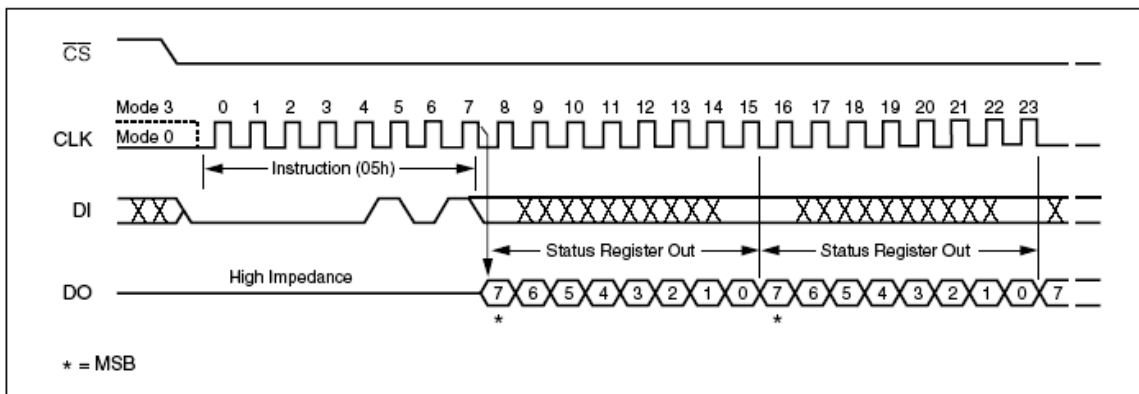 CS
Mode 3
0 1 2 3 4 5 6 7 8 9 10 11 12 13 14 15 16 17 18 19 20 21 22 23
CLK
Mode 0
Instruction (05h)
DI
Status Register Out
Status Register Out
High Impedance
DO
7 6 5 4 3 2 1 0 7 6 5 4 3 2 1 0 7
* *
* = MSB